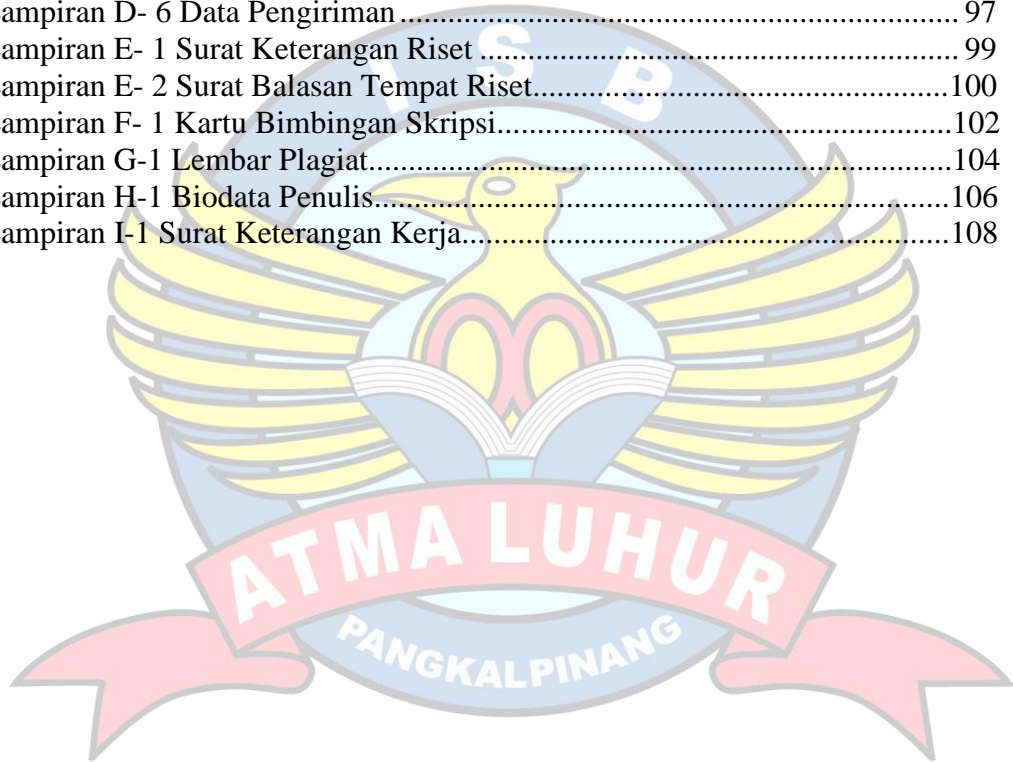 ampiran D- 6 Data Pengiriman ........................................................................ 97
ampiran E- 1 Surat Keterangan Riset ............................................................. 99
ampiran E- 2 Surat Balasan Tempat Riset.....................................................100
ampiran F- 1 Kartu Bimbingan Skripsi..........................................................102
ampiran G-1 Lembar Plagiat..........................................................................104
ampiran H-1 Biodata Penulis.........................................................................106
ampiran I-1 Surat Keterangan Kerja..............................................................108
ISB
ATMA LUHUR
PANGKALPINANG